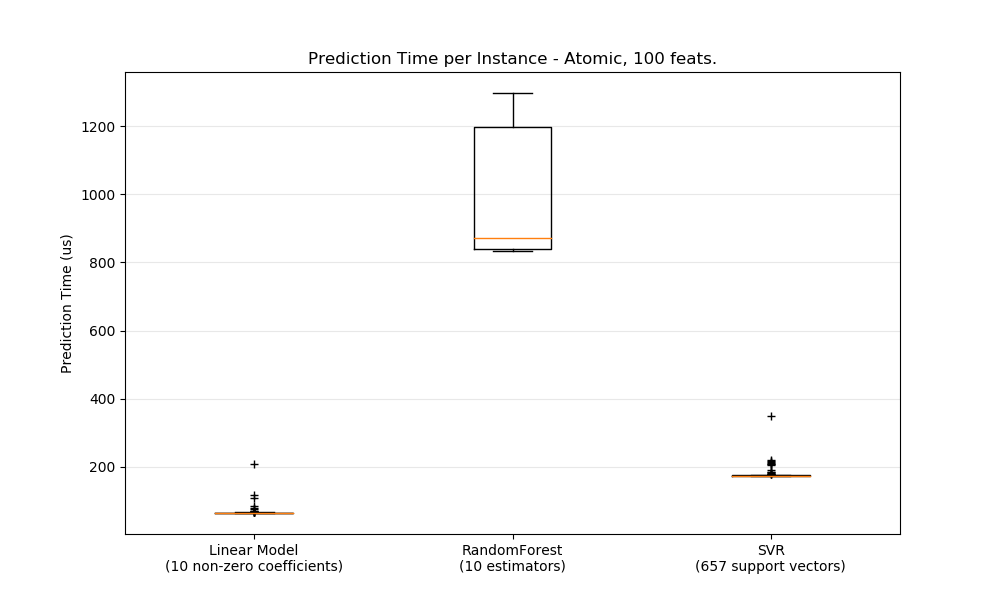 Prediction Time per Instance - Atomic, 100 feats.
Prediction Time (us)
1200
1000
800
600
400
200
Linear Model
(10 non-zero coefficients)
RandomForest
(10 estimators)
SVR
(657 support vectors)